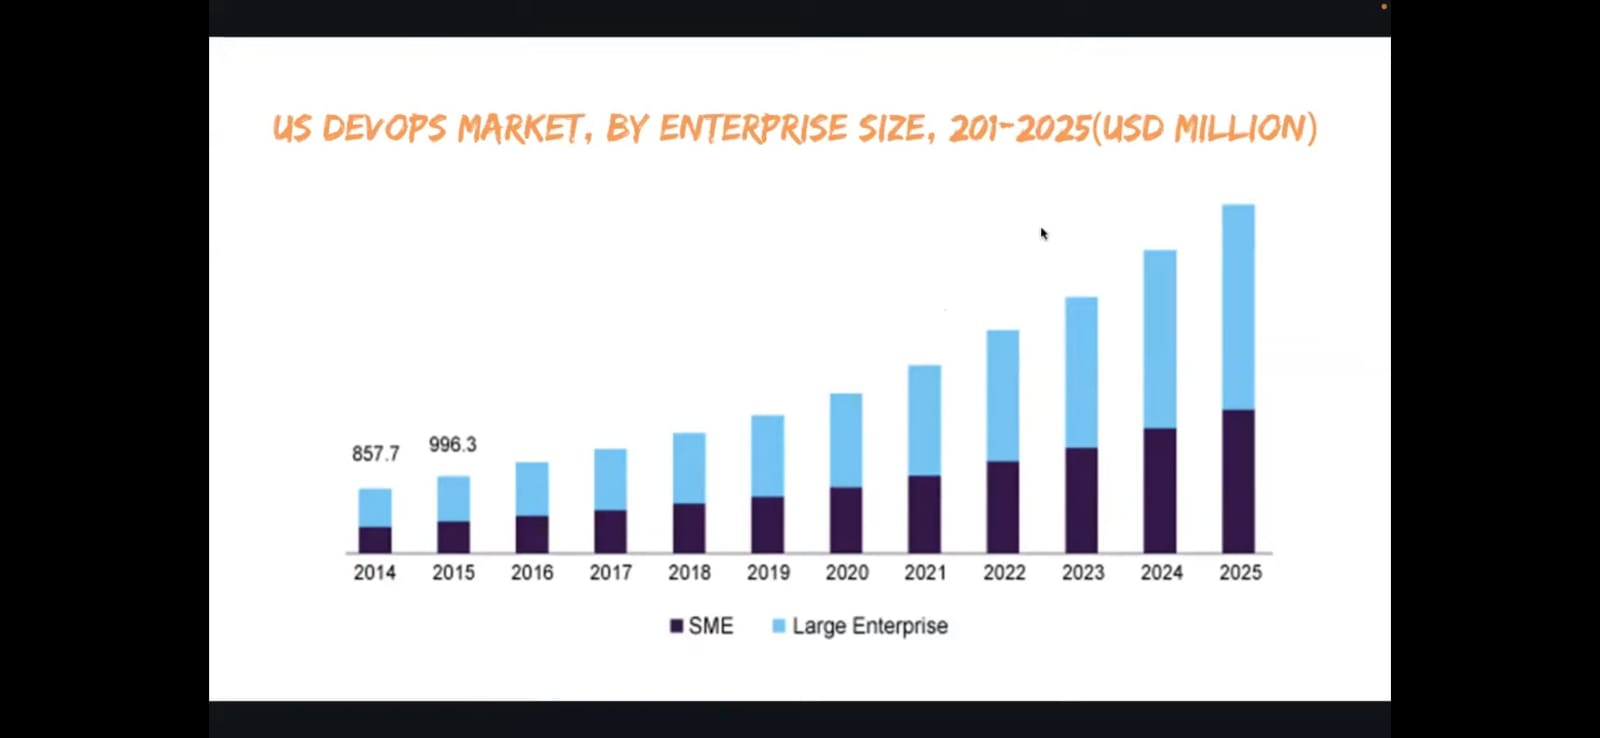 US DEVOPS MARKET, BY ENTERPRISE SIZE, 201-2025(USD MILLION)
857.7
996.3
2014 2015 2016 2017 2018 2019 2020 2021 2022 2023 2024 2025
SME Large Enterprise